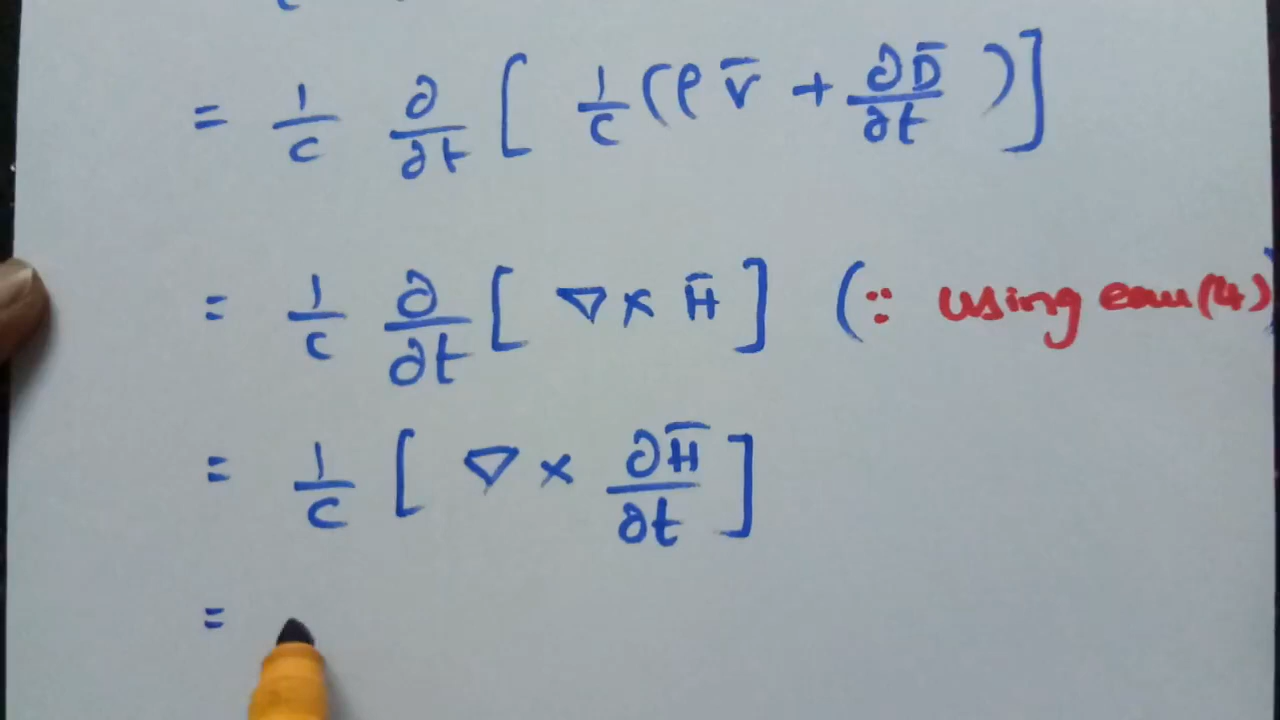 = 1/c ∂/∂t [ 1/c (ρ v̄ + ∂D̄/∂t ) ]
= 1/c ∂/∂t [ ∇ × H̄ ] (∵ using eqn (4)
= 1/c [ ∇ × ∂H̄/∂t ]
=